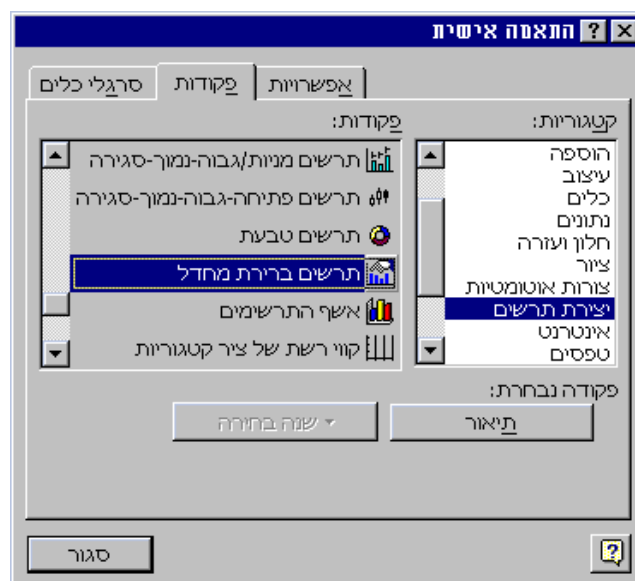 התאמה אישית
סרגלי כלים
פקודות
אפשרויות
קטגוריות:
הוספה
עיצוב
כלים
נתונים
חלון ועזרה
ציור
צורות אוטומטיות
יצירת תרשים
אינטרנט
טפסים
פקודות:
תרשים מניות/גבוה-נמוך-סגירה
תרשים פתיחה-גבוה-נמוך-סגירה
תרשים טבעת
תרשים ברירת מחדל
אשף התרשימים
קווי רשת של ציר קטגוריות
פקודה נבחרת:
תיאור
שנה בחירה
סגור